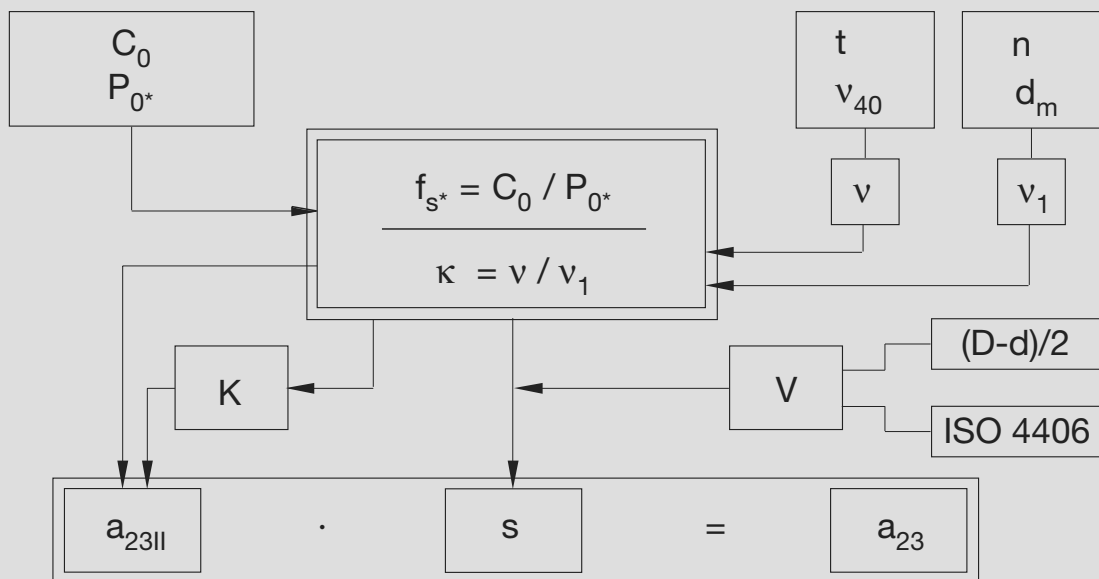 C₀
P₀*
t
ν₄₀
n
dₘ
ν
ν₁
fₛ* = C₀ / P₀*
κ = ν / ν₁
K
V
(D-d)/2
ISO 4406
a₂₃II · s = a₂₃